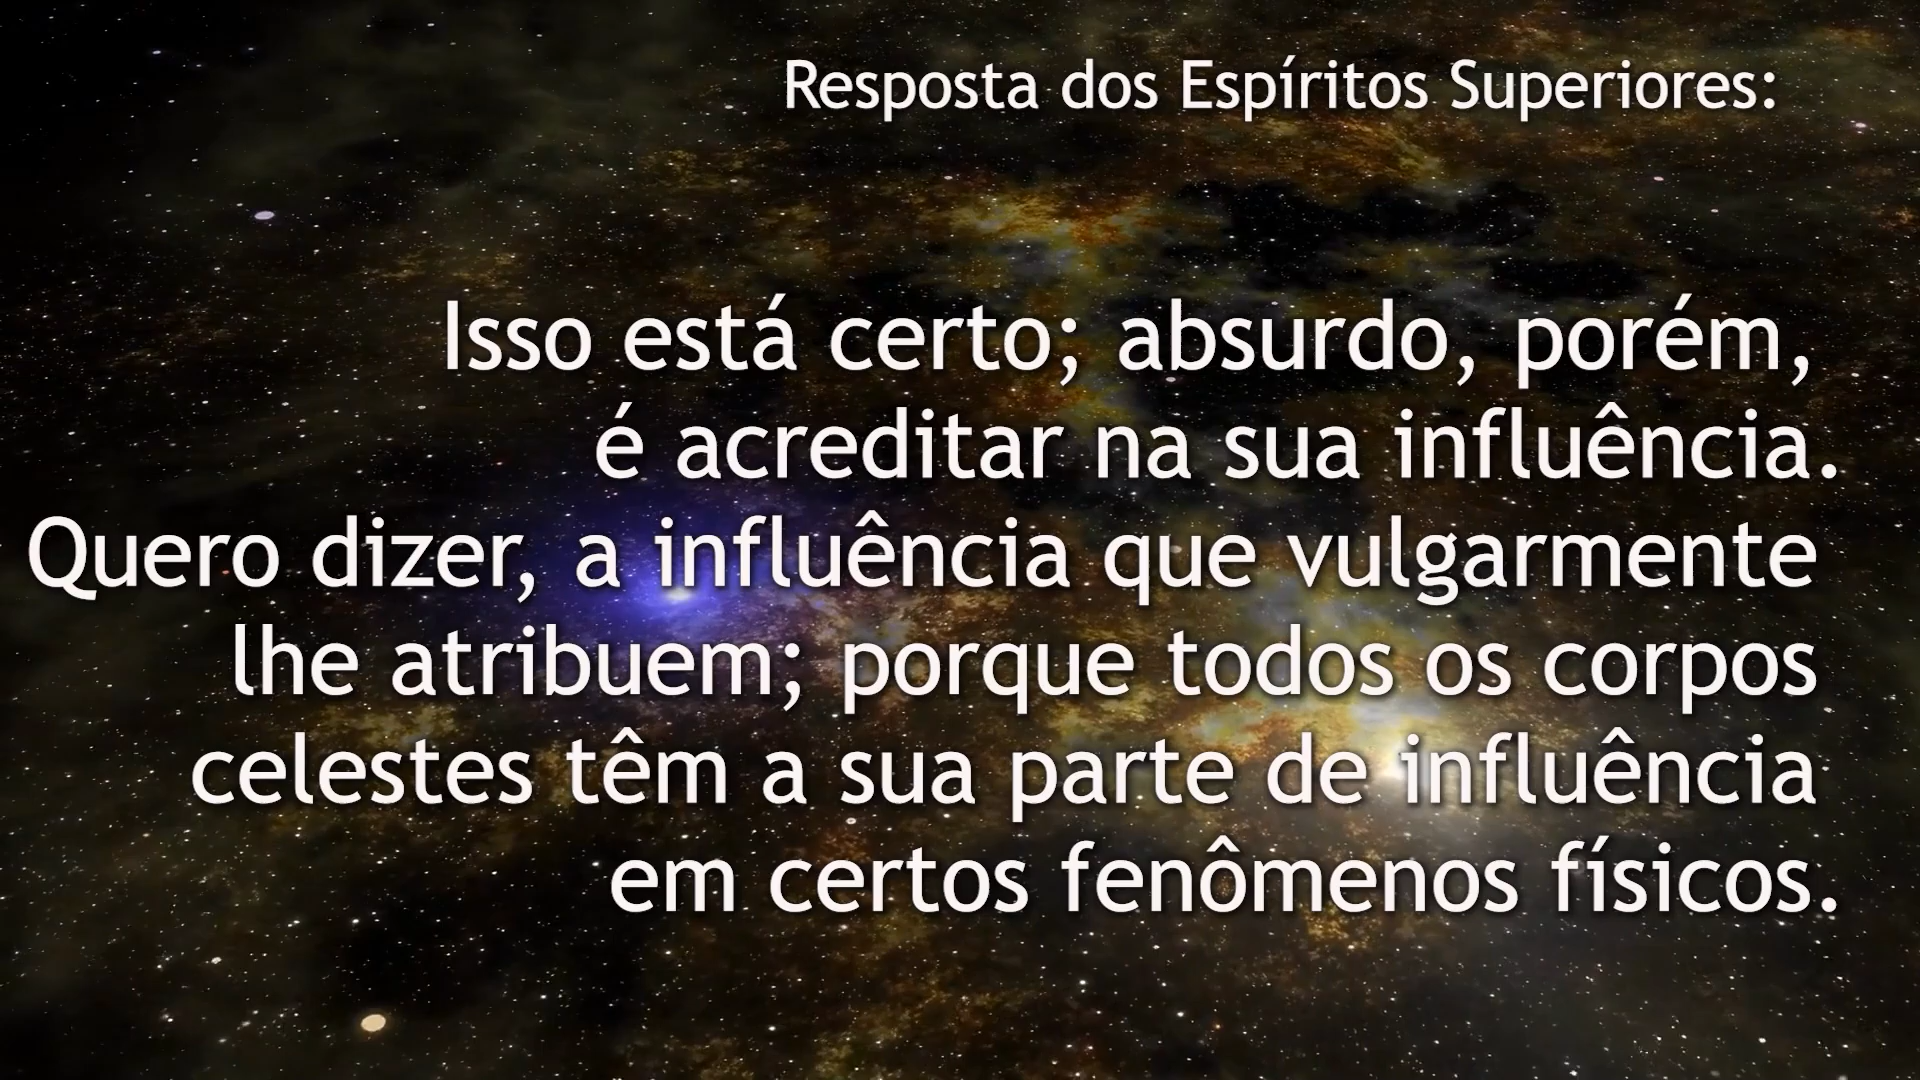 Resposta dos Espíritos Superiores:
Isso está certo; absurdo, porém,
é acreditar na sua influência.
Quero dizer, a influência que vulgarmente
lhe atribuem; porque todos os corpos
celestes têm a sua parte de influência
em certos fenômenos físicos.